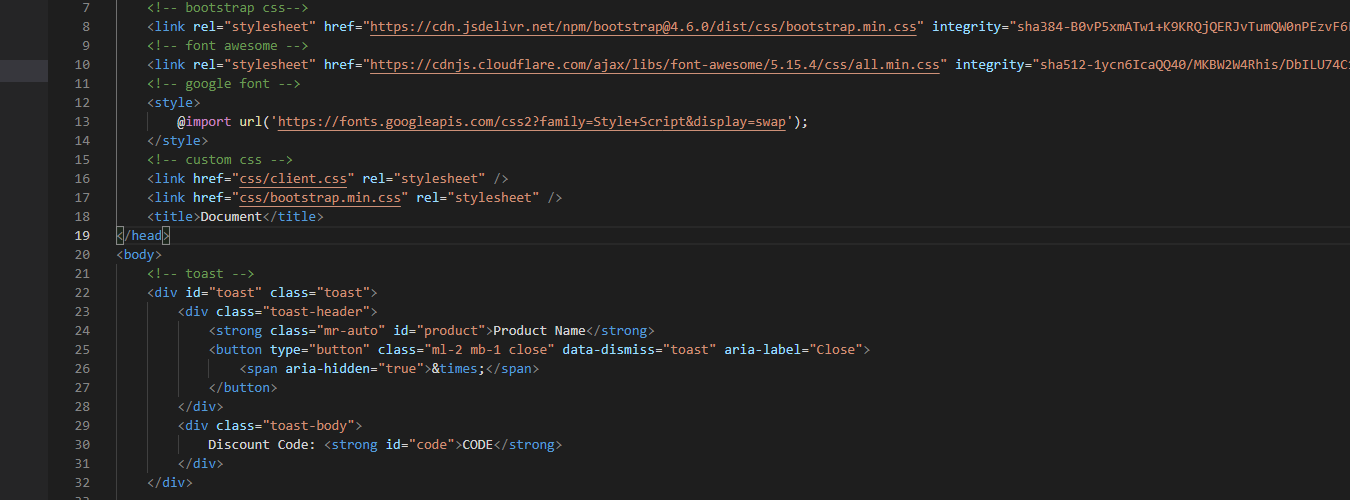 7 <!-- bootstrap css-->
8 <link rel="stylesheet" href="https://cdn.jsdelivr.net/npm/bootstrap@4.6.0/dist/css/bootstrap.min.css" integrity="sha384-B0vP5xmATw1+K9KRQjQERJvTumQW0nPEzvF6
9 <!-- font awesome -->
10 <link rel="stylesheet" href="https://cdnjs.cloudflare.com/ajax/libs/font-awesome/5.15.4/css/all.min.css" integrity="sha512-1ycn6IcaQQ40/MKBW2W4Rhis/DbILU74C
11 <!-- google font -->
12 <style>
13 @import url('https://fonts.googleapis.com/css2?family=Style+Script&display=swap');
14 </style>
15 <!-- custom css -->
16 <link href="css/client.css" rel="stylesheet" />
17 <link href="css/bootstrap.min.css" rel="stylesheet" />
18 <title>Document</title>
19 </head>
20 <body>
21 <!-- toast -->
22 <div id="toast" class="toast">
23 <div class="toast-header">
24 <strong class="mr-auto" id="product">Product Name</strong>
25 <button type="button" class="ml-2 mb-1 close" data-dismiss="toast" aria-label="Close">
26 <span aria-hidden="true">&times;</span>
27 </button>
28 </div>
29 <div class="toast-body">
30 Discount Code: <strong id="code">CODE</strong>
31 </div>
32 </div>